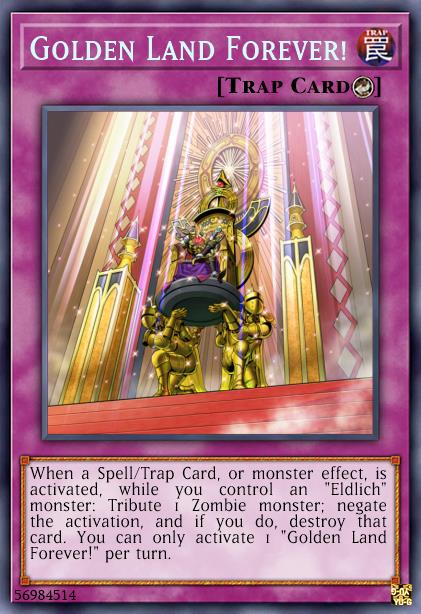 GOLDEN LAND FOREVER!
TRAP
罠
[TRAP CARD]
When a Spell/Trap Card, or monster effect, is
activated, while you control an "Eldlich"
monster: Tribute 1 Zombie monster; negate
the activation, and if you do, destroy that
card. You can only activate 1 "Golden Land
Forever!" per turn.
56984514